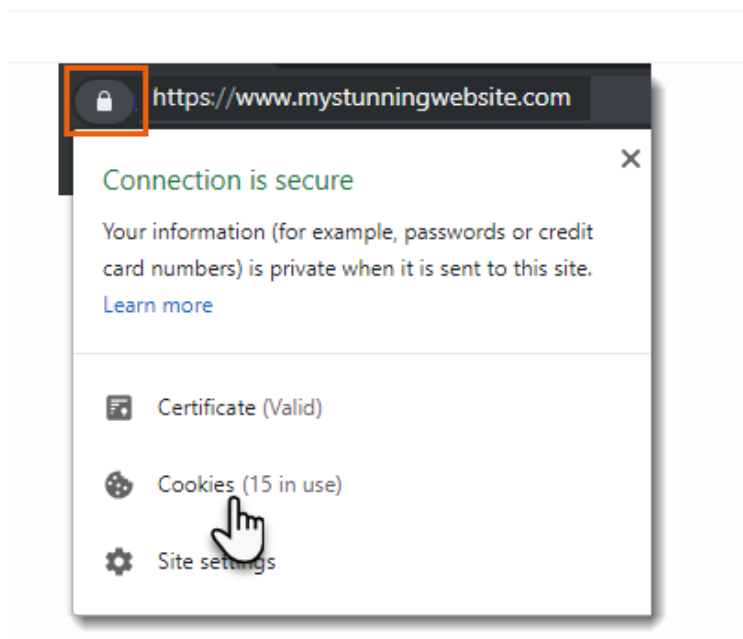 https://www.mystunningwebsite.com
Connection is secure
Your information (for example, passwords or credit
card numbers) is private when it is sent to this site.
Learn more
Certificate (Valid)
Cookies (15 in use)
Site settings